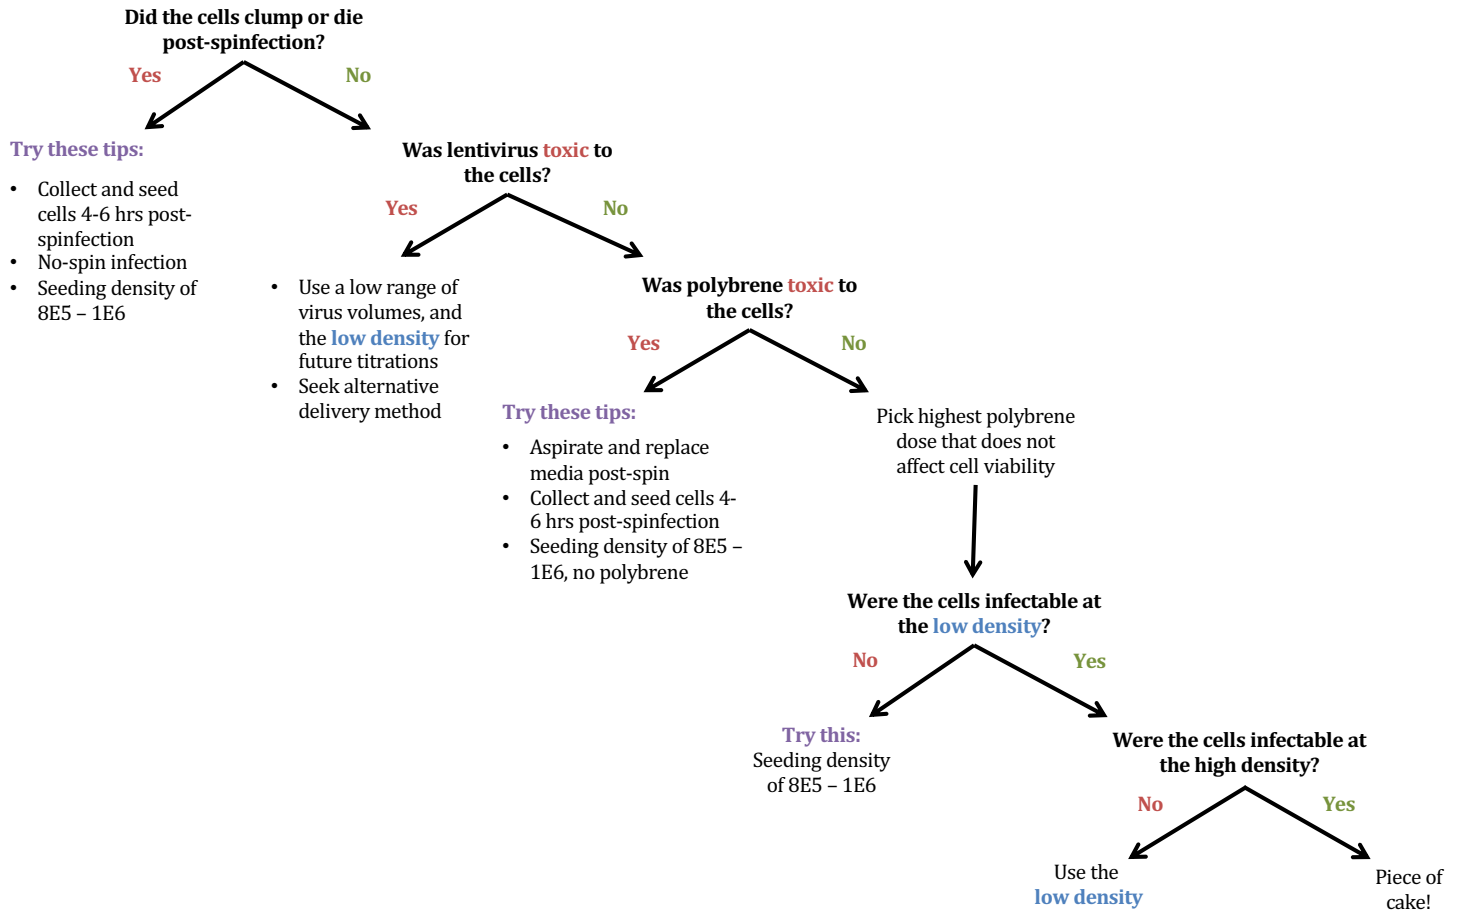 Did the cells clump or die
post-spinfection?
Yes
No
Try these tips:
• Collect and seed
cells 4-6 hrs post-
spinfection
• No-spin infection
• Seeding density of
8E5 – 1E6
Was lentivirus toxic to
the cells?
Yes
No
• Use a low range of
virus volumes, and
the low density for
future titrations
• Seek alternative
delivery method
Was polybrene toxic to
the cells?
Yes
No
Try these tips:
• Aspirate and replace
media post-spin
• Collect and seed cells 4-
6 hrs post-spinfection
• Seeding density of 8E5 –
1E6, no polybrene
Pick highest polybrene
dose that does not
affect cell viability
Were the cells infectable at
the low density?
No
Yes
Try this:
Seeding density
of 8E5 – 1E6
Were the cells infectable at
the high density?
No
Yes
Use the
low density
Piece of
cake!